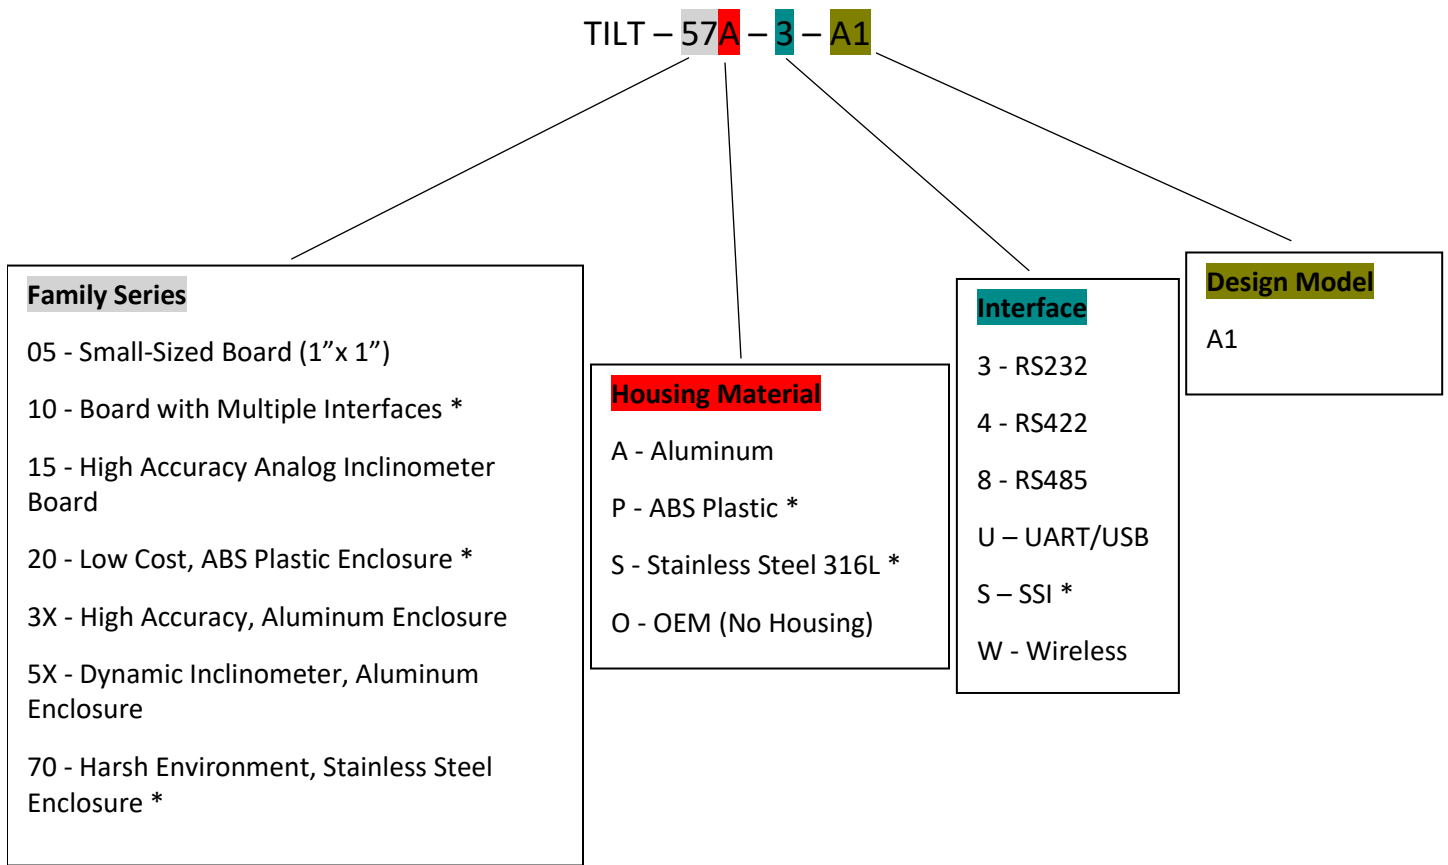 TILT – 57A – 3 – A1
Family Series
05 - Small-Sized Board (1”x 1”)
10 - Board with Multiple Interfaces *
15 - High Accuracy Analog Inclinometer
Board
20 - Low Cost, ABS Plastic Enclosure *
3X - High Accuracy, Aluminum Enclosure
5X - Dynamic Inclinometer, Aluminum
Enclosure
70 - Harsh Environment, Stainless Steel
Enclosure *
Housing Material
A - Aluminum
P - ABS Plastic *
S - Stainless Steel 316L *
O - OEM (No Housing)
Interface
3 - RS232
4 - RS422
8 - RS485
U – UART/USB
S – SSI *
W - Wireless
Design Model
A1